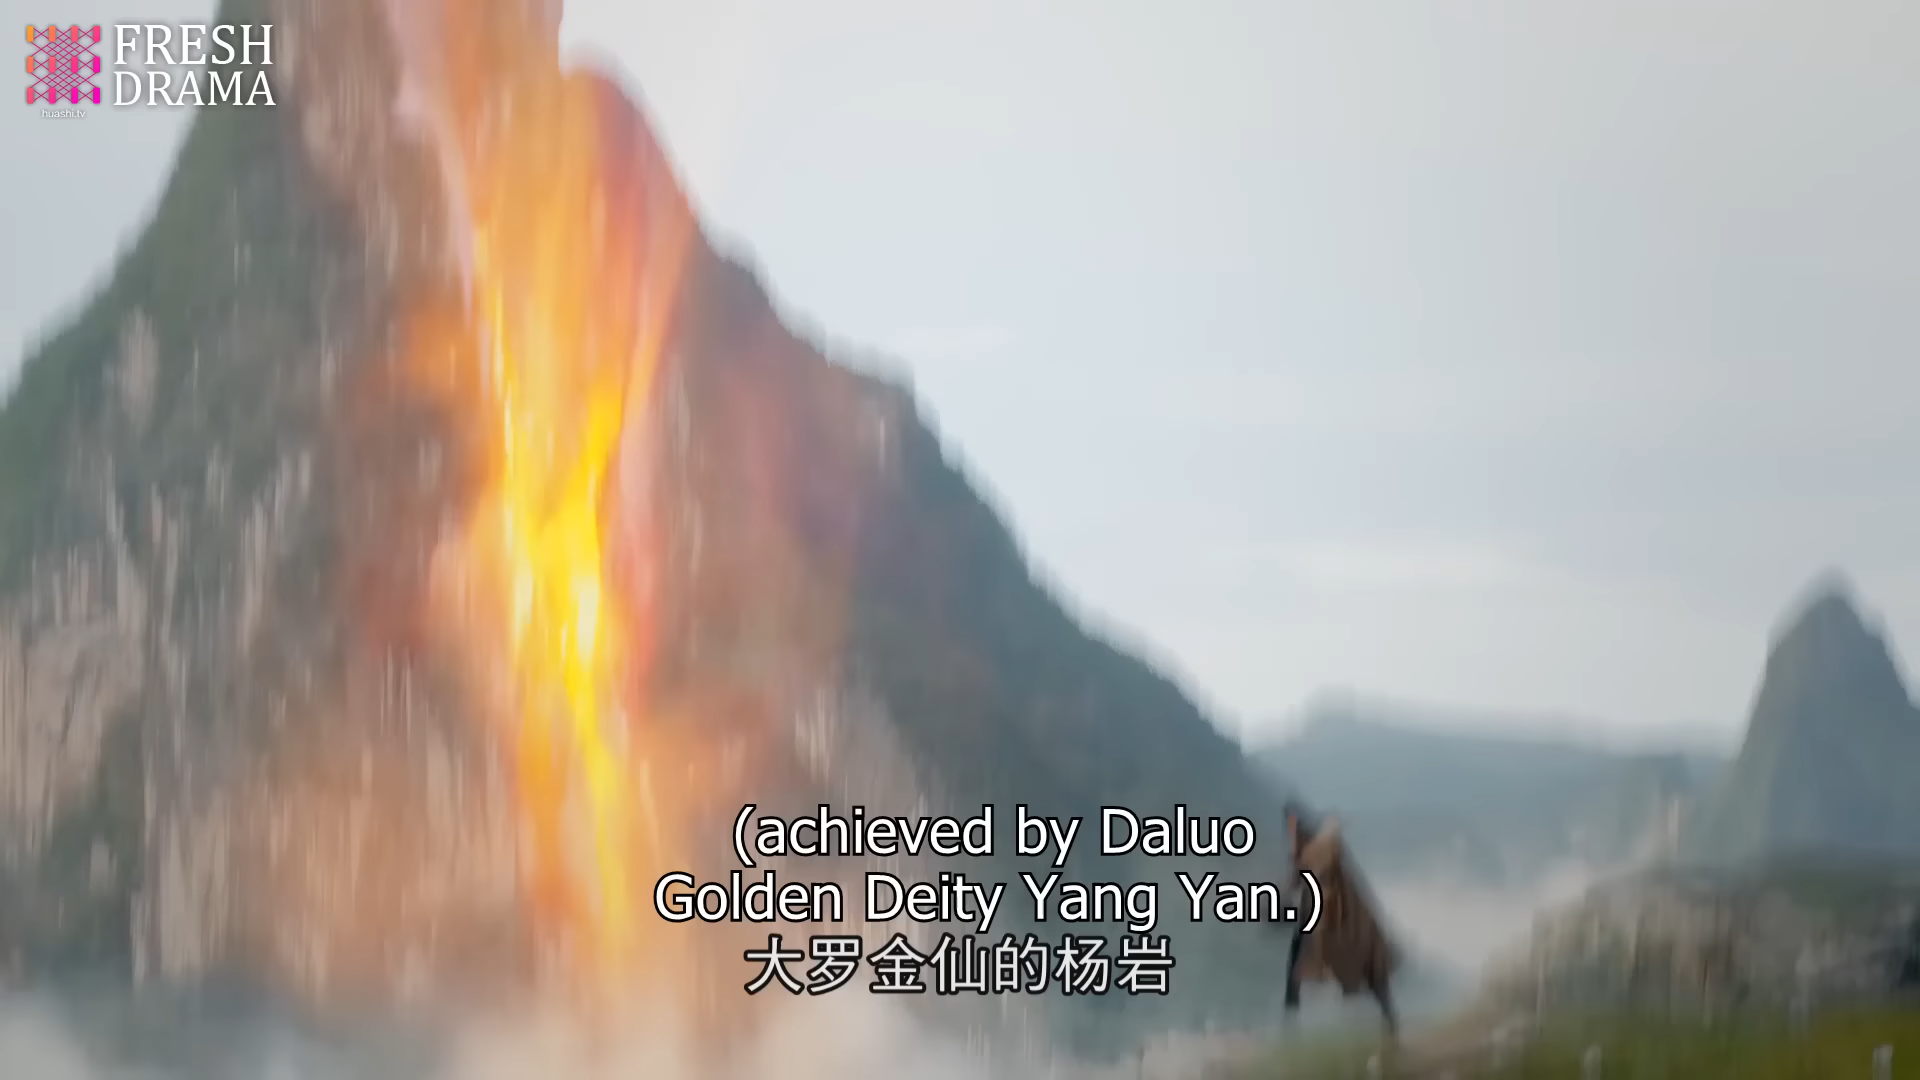 FRESH
DRAMA
huashi.tv
(achieved by Daluo
Golden Deity Yang Yan.)
大罗金仙的杨岩